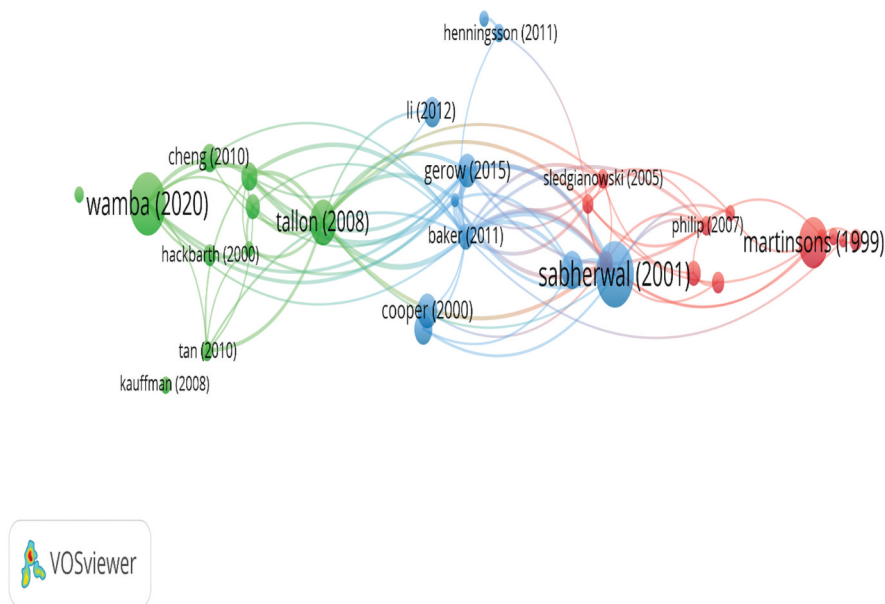 henningsson (2011)
li (2012)
cheng (2010)
gerow (2015)
sledgianowski (2005)
wamba (2020)
tallon (2008)
philip (2007)
baker (2011)
martinsons (1999)
hackbarth (2000)
sabherwal (2001)
cooper (2000)
tan (2010)
kauffman (2008)
VOSviewer